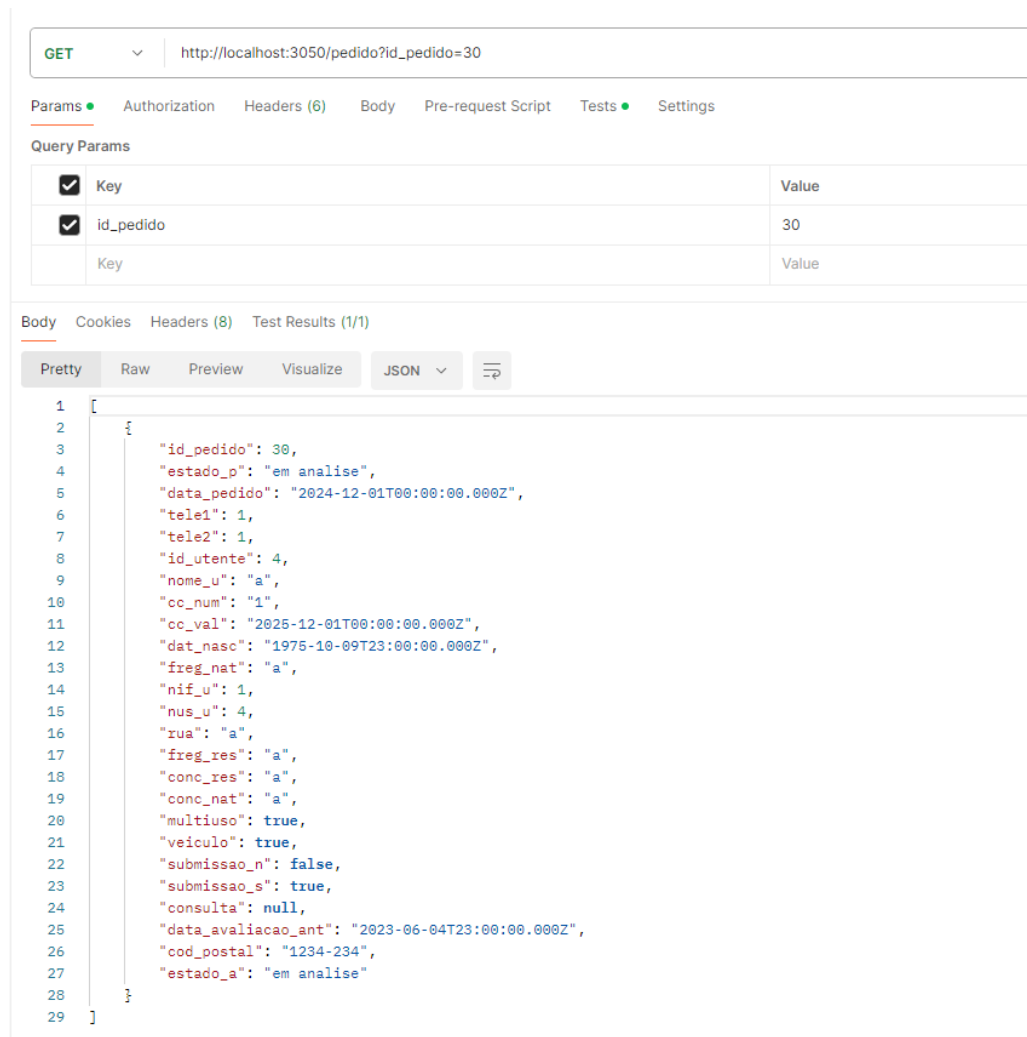 GET http://localhost:3050/pedido?id_pedido=30
Params Authorization Headers (6) Body Pre-request Script Tests Settings
Query Params
Key Value
id_pedido 30
Key Value
Body Cookies Headers (8) Test Results (1/1)
Pretty Raw Preview Visualize JSON
1 [
2 {
3 "id_pedido": 30,
4 "estado_p": "em analise",
5 "data_pedido": "2024-12-01T00:00:00.000Z",
6 "tele1": 1,
7 "tele2": 1,
8 "id_utente": 4,
9 "nome_u": "a",
10 "cc_num": "1",
11 "cc_val": "2025-12-01T00:00:00.000Z",
12 "dat_nasc": "1975-10-09T23:00:00.000Z",
13 "freg_nat": "a",
14 "nif_u": 1,
15 "nus_u": 4,
16 "rua": "a",
17 "freg_res": "a",
18 "conc_res": "a",
19 "conc_nat": "a",
20 "multiuso": true,
21 "veiculo": true,
22 "submissao_n": false,
23 "submissao_s": true,
24 "consulta": null,
25 "data_avaliacao_ant": "2023-06-04T23:00:00.000Z",
26 "cod_postal": "1234-234",
27 "estado_a": "em analise"
28 }
29 ]